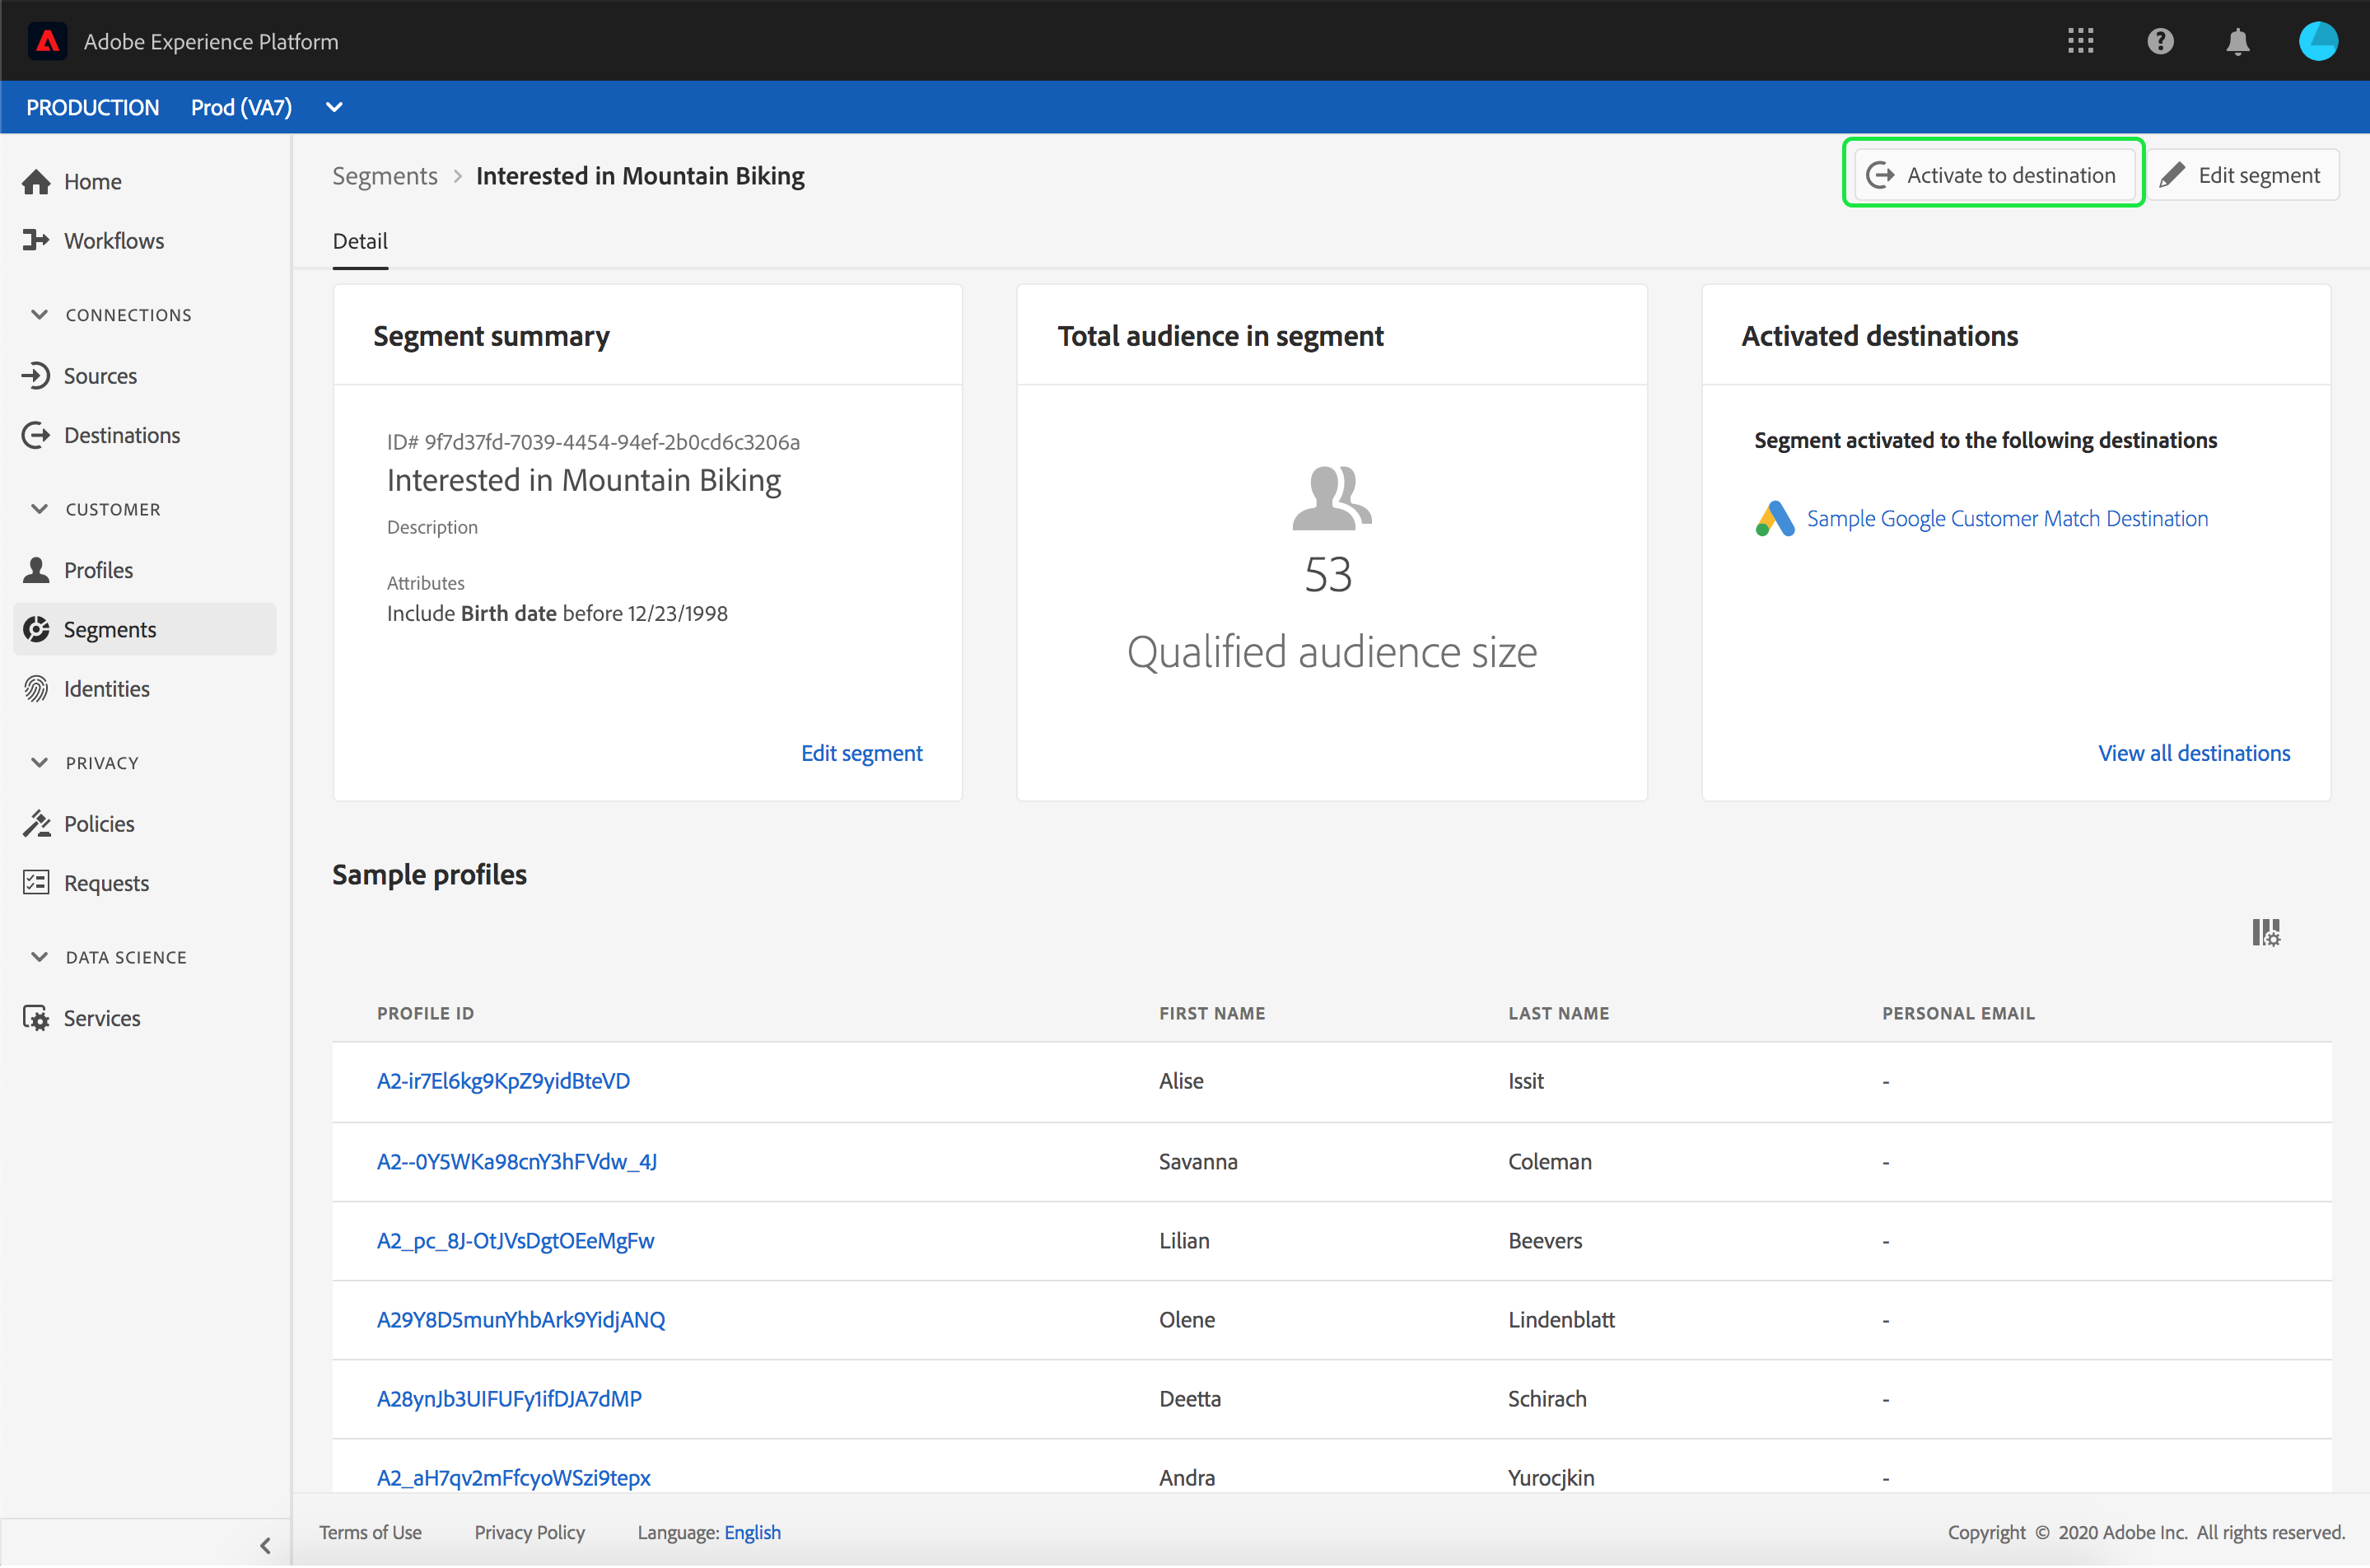 Adobe Experience Platform
PRODUCTION Prod (VA7)
Home
Workflows
CONNECTIONS
Sources
Destinations
CUSTOMER
Profiles
Segments
Identities
PRIVACY
Policies
Requests
DATA SCIENCE
Services
Segments > Interested in Mountain Biking
Activate to destination
Edit segment
Detail
Segment summary
ID# 9f7d37fd-7039-4454-94ef-2b0cd6c3206a
Interested in Mountain Biking
Description
Attributes
Include Birth date before 12/23/1998
Edit segment
Total audience in segment
53
Qualified audience size
Activated destinations
Segment activated to the following destinations
Sample Google Customer Match Destination
View all destinations
Sample profiles
PROFILE ID FIRST NAME LAST NAME PERSONAL EMAIL
A2-ir7El6kg9KpZ9yidBteVD Alise Issit -
A2--0Y5WKa98cnY3hFVdw_4J Savanna Coleman -
A2_pc_8J-OtJVsDgtOEeMgFw Lilian Beevers -
A29Y8D5munYhbArk9YidjANQ Olene Lindenblatt -
A28ynJb3UIFUFy1ifDJA7dMP Deetta Schirach -
A2_aH7qv2mFfcyoWSzi9tepx Andra Yurocjkin -
Terms of Use Privacy Policy Language: English Copyright © 2020 Adobe Inc. All rights reserved.